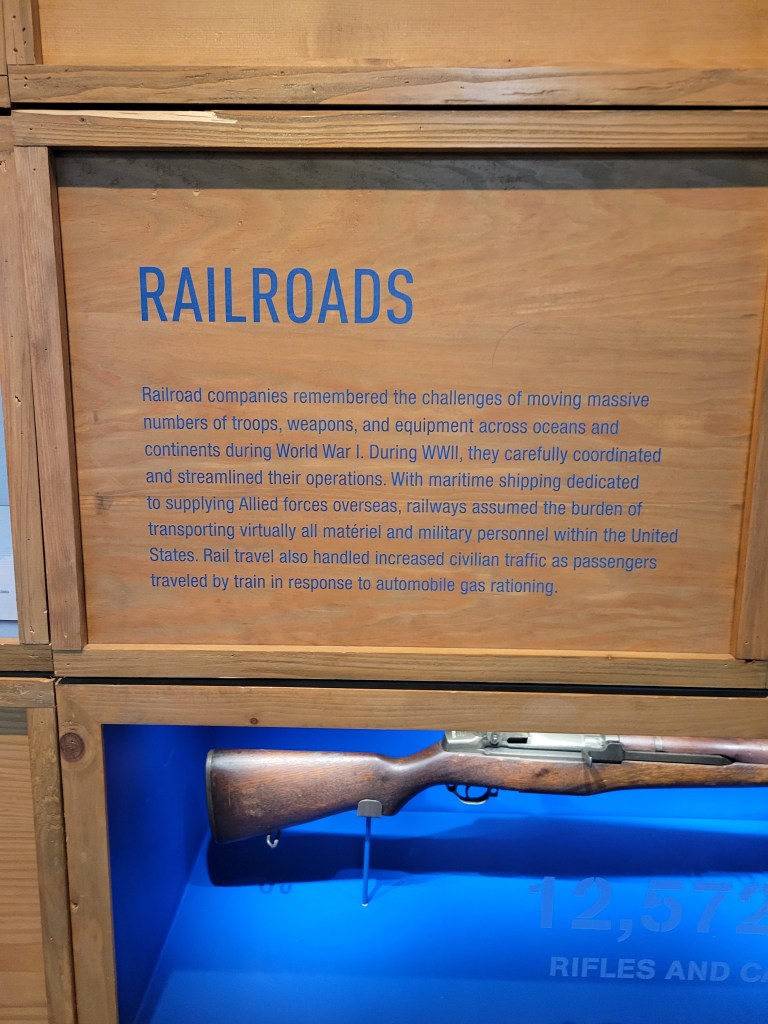 RAILROADS
Railroad companies remembered the challenges of moving massive
numbers of troops, weapons, and equipment across oceans and
continents during World War I. During WWII, they carefully coordinated
and streamlined their operations. With maritime shipping dedicated
to supplying Allied forces overseas, railways assumed the burden of
transporting virtually all matériel and military personnel within the United
States. Rail travel also handled increased civilian traffic as passengers
traveled by train in response to automobile gas rationing.
12,572
RIFLES AND CA